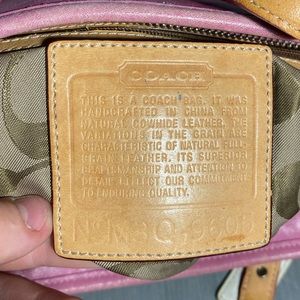 COACH
THIS IS A COACH BAG. IT WAS
HANDCRAFTED IN CHINA FROM
NATURAL COWHIDE LEATHER. THE
VARIATIONS IN THE GRAIN ARE
CHARACTERISTIC OF NATURAL FULL-
GRAIN LEATHER. ITS SUPERIOR
CRAFTSMANSHIP AND ATTENTION TO
DETAIL REFLECT OUR COMMITMENT
TO ENDURING QUALITY.